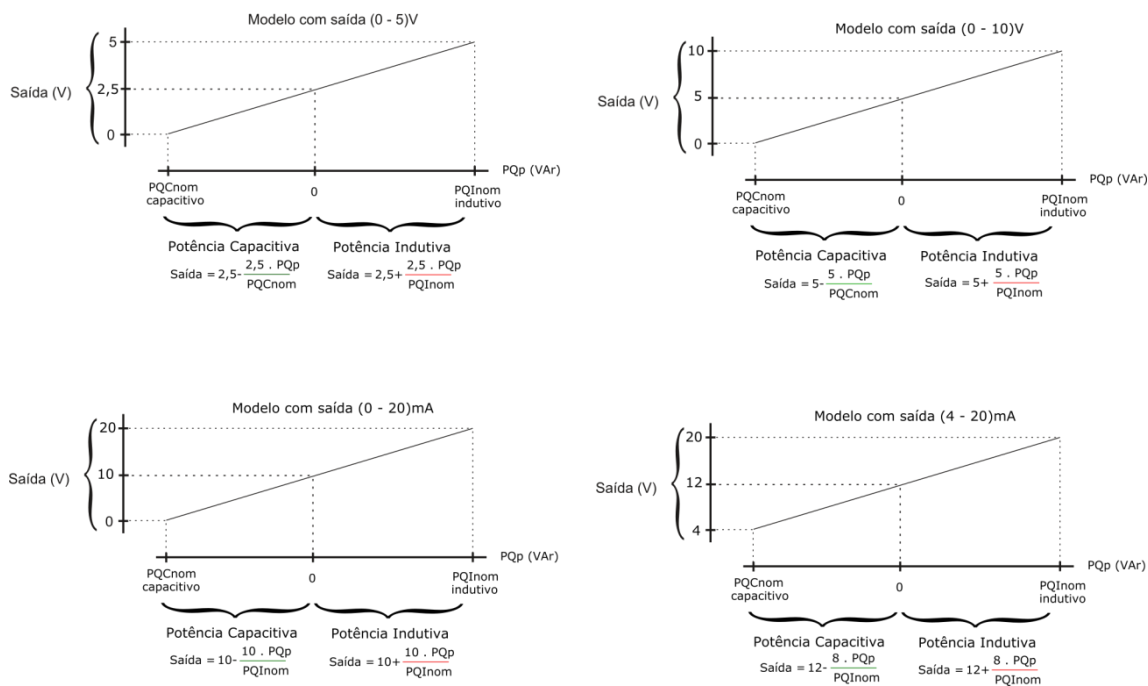 Modelo com saída (0 - 5)V
5
2,5
Saída (V)
0
PQp (VAr)
PQCnom
capacitivo
0
PQInom
indutivo
Potência Capacitiva
Potência Indutiva
Saída = 2,5- 2,5 . PQp
PQCnom
Saída = 2,5+ 2,5 . PQp
PQInom
Modelo com saída (0 - 10)V
10
5
Saída (V)
0
PQp (VAr)
PQCnom
capacitivo
0
PQInom
indutivo
Potência Capacitiva
Potência Indutiva
Saída = 5- 5 . PQp
PQCnom
Saída = 5+ 5 . PQp
PQInom
Modelo com saída (0 - 20)mA
20
10
Saída (V)
0
PQp (VAr)
PQCnom
capacitivo
0
PQInom
indutivo
Potência Capacitiva
Potência Indutiva
Saída = 10- 10 . PQp
PQInom
Saída = 10+ 10 . PQp
PQInom
Modelo com saída (4 - 20)mA
20
12
Saída (V)
4
PQp (VAr)
PQCnom
capacitivo
0
PQInom
indutivo
Potência Capacitiva
Potência Indutiva
Saída = 12- 8 . PQp
PQInom
Saída = 12+ 8 . PQp
PQInom